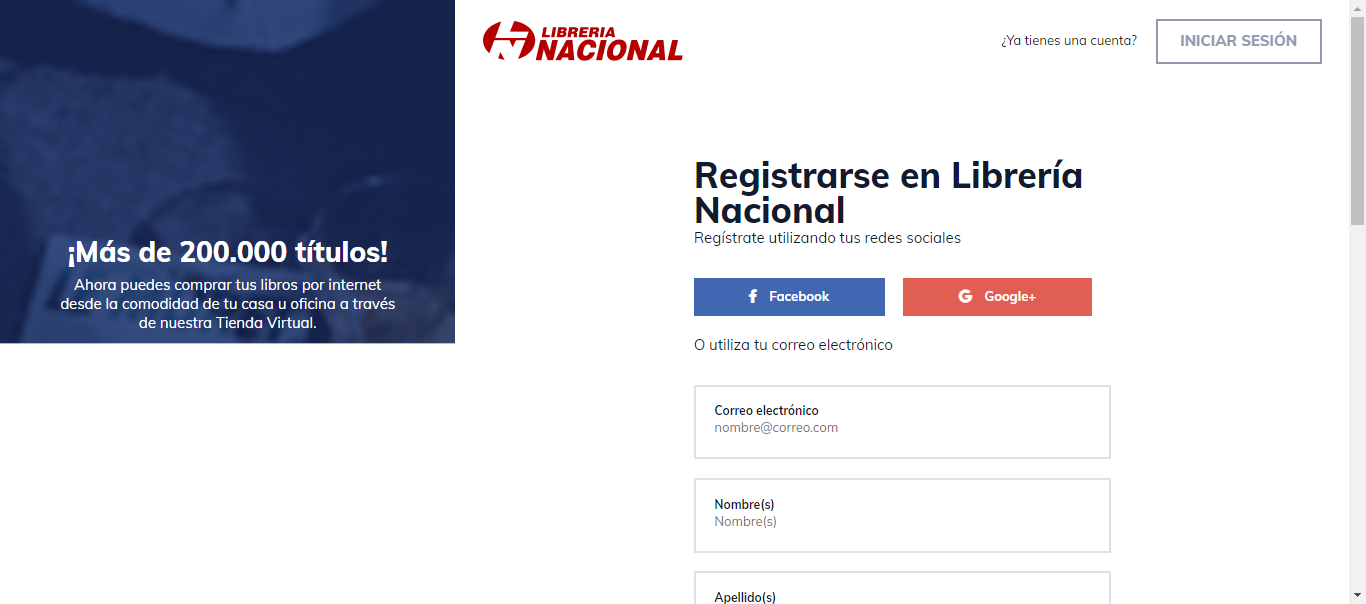 ¡Más de 200.000 títulos!
Ahora puedes comprar tus libros por internet
desde la comodidad de tu casa u oficina a través
de nuestra Tienda Virtual.
LIBRERIA
NACIONAL
¿Ya tienes una cuenta?
INICIAR SESIÓN
Registrarse en Librería
Nacional
Regístrate utilizando tus redes sociales
Facebook
Google+
O utiliza tu correo electrónico
Correo electrónico
nombre@correo.com
Nombre(s)
Nombre(s)
Apellido(s)